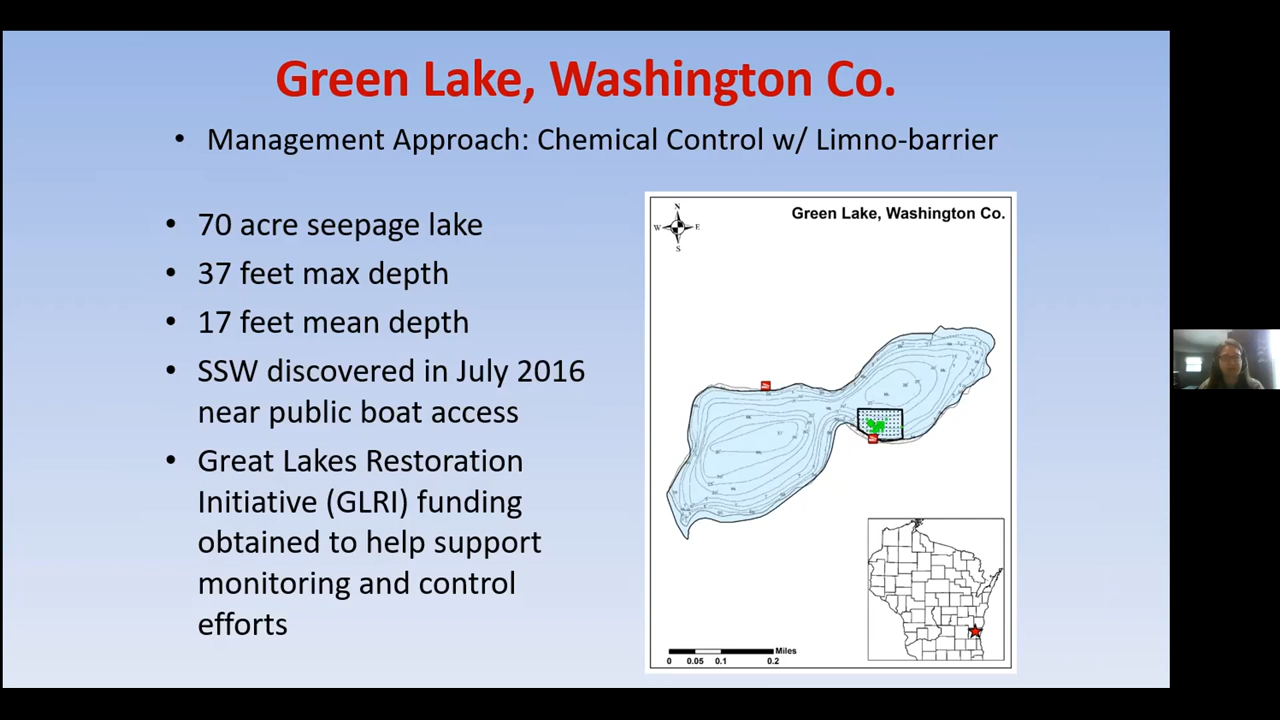 Green Lake, Washington Co.
• Management Approach: Chemical Control w/ Limno-barrier
• 70 acre seepage lake
• 37 feet max depth
• 17 feet mean depth
• SSW discovered in July 2016
near public boat access
• Great Lakes Restoration
Initiative (GLRI) funding
obtained to help support
monitoring and control
efforts
Green Lake, Washington Co.
N
W E
S
Miles
0 0.05 0.1 0.2